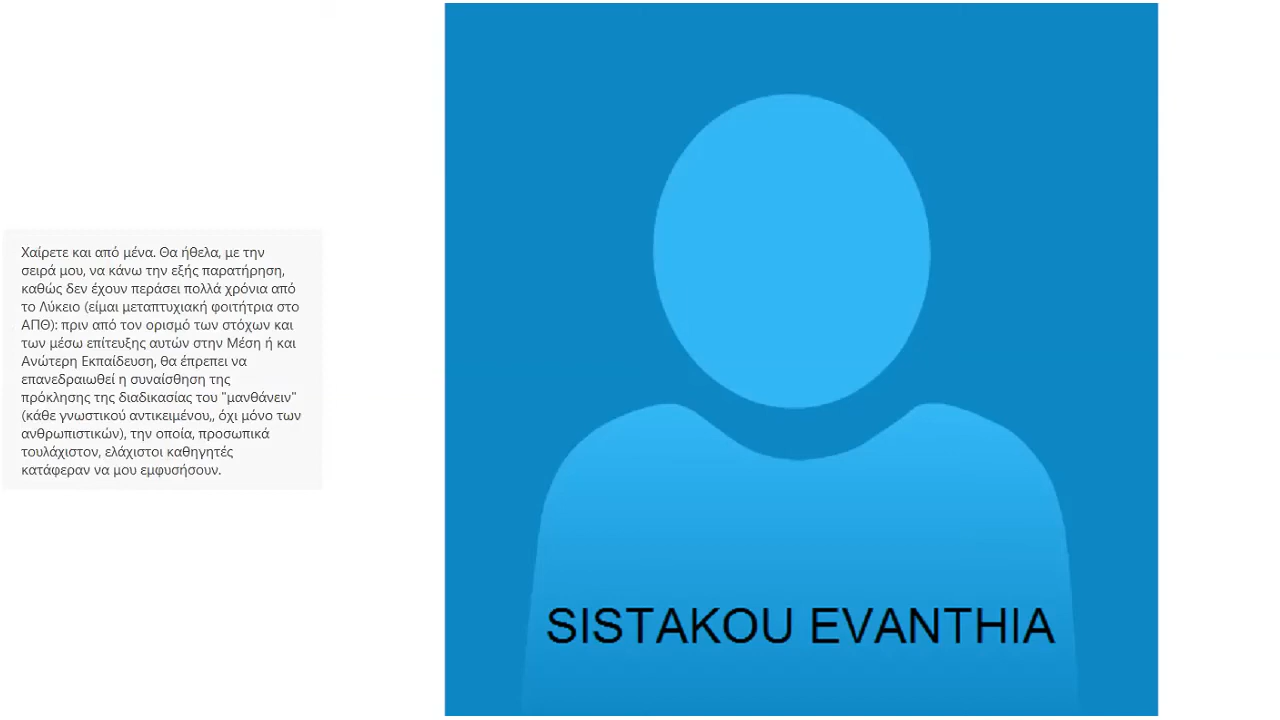 Χαίρετε και από μένα. Θα ήθελα, με την
σειρά μου, να κάνω την εξής παρατήρηση,
καθώς δεν έχουν περάσει πολλά χρόνια από
το Λύκειο (είμαι μεταπτυχιακή φοιτήτρια στο
ΑΠΘ): πριν από τον ορισμό των στόχων και
των μέσω επίτευξης αυτών στην Μέση ή και
Ανώτερη Εκπαίδευση, θα έπρεπει να
επανεδραιωθεί η συναίσθηση της
πρόκλησης της διαδικασίας του "μανθάνειν"
(κάθε γνωστικού αντικειμένου,, όχι μόνο των
ανθρωπιστικών), την οποία, προσωπικά
τουλάχιστον, ελάχιστοι καθηγητές
κατάφεραν να μου εμφυσήσουν.
SISTAKOU EVANTHIA